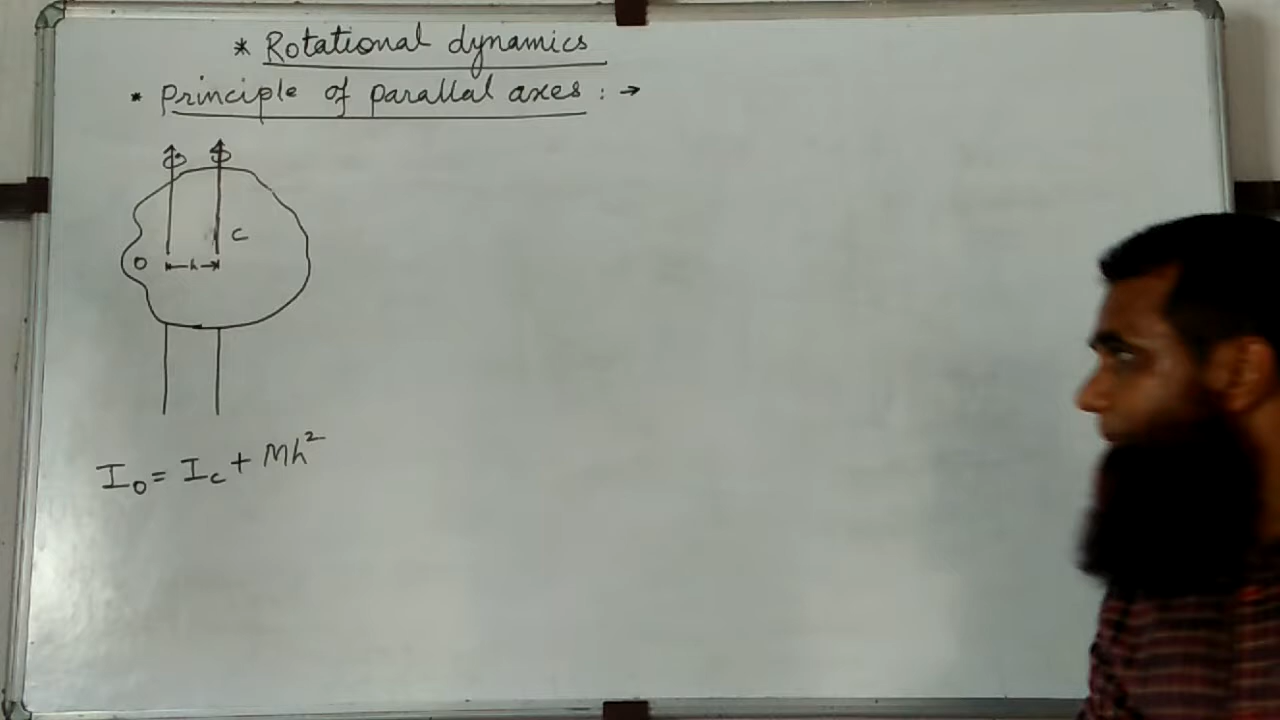 * Rotational dynamics
* Principle of parallal axes : →
C
O h
I₀ = I_c + Mh²